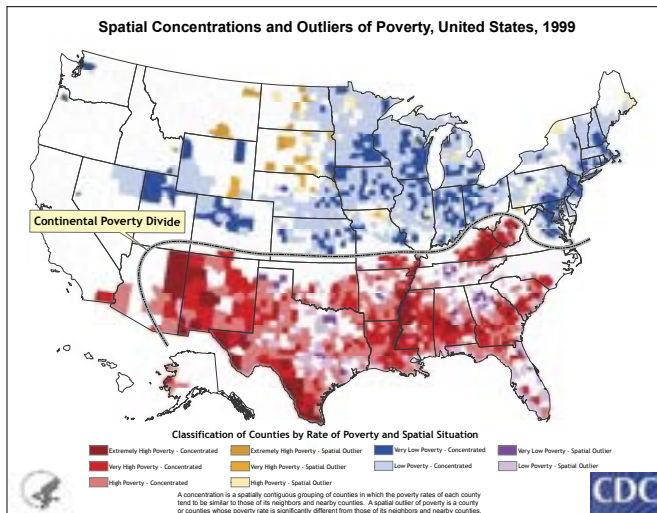 Spatial Concentrations and Outliers of Poverty, United States, 1999
Continental Poverty Divide
Classification of Counties by Rate of Poverty and Spatial Situation
Extremely High Poverty - Concentrated
Extremely High Poverty - Spatial Outlier
Very Low Poverty - Concentrated
Very Low Poverty - Spatial Outlier
Very High Poverty - Concentrated
Very High Poverty - Spatial Outlier
Low Poverty - Concentrated
Low Poverty - Spatial Outlier
High Poverty - Concentrated
High Poverty - Spatial Outlier
A concentration is a spatially contiguous grouping of counties in which the poverty rates of each county
tend to be similar to those of its neighbors and nearby counties. A spatial outlier of poverty is a county
or counties whose poverty rate is significantly different from those of its neighbors and nearby counties.
CDC